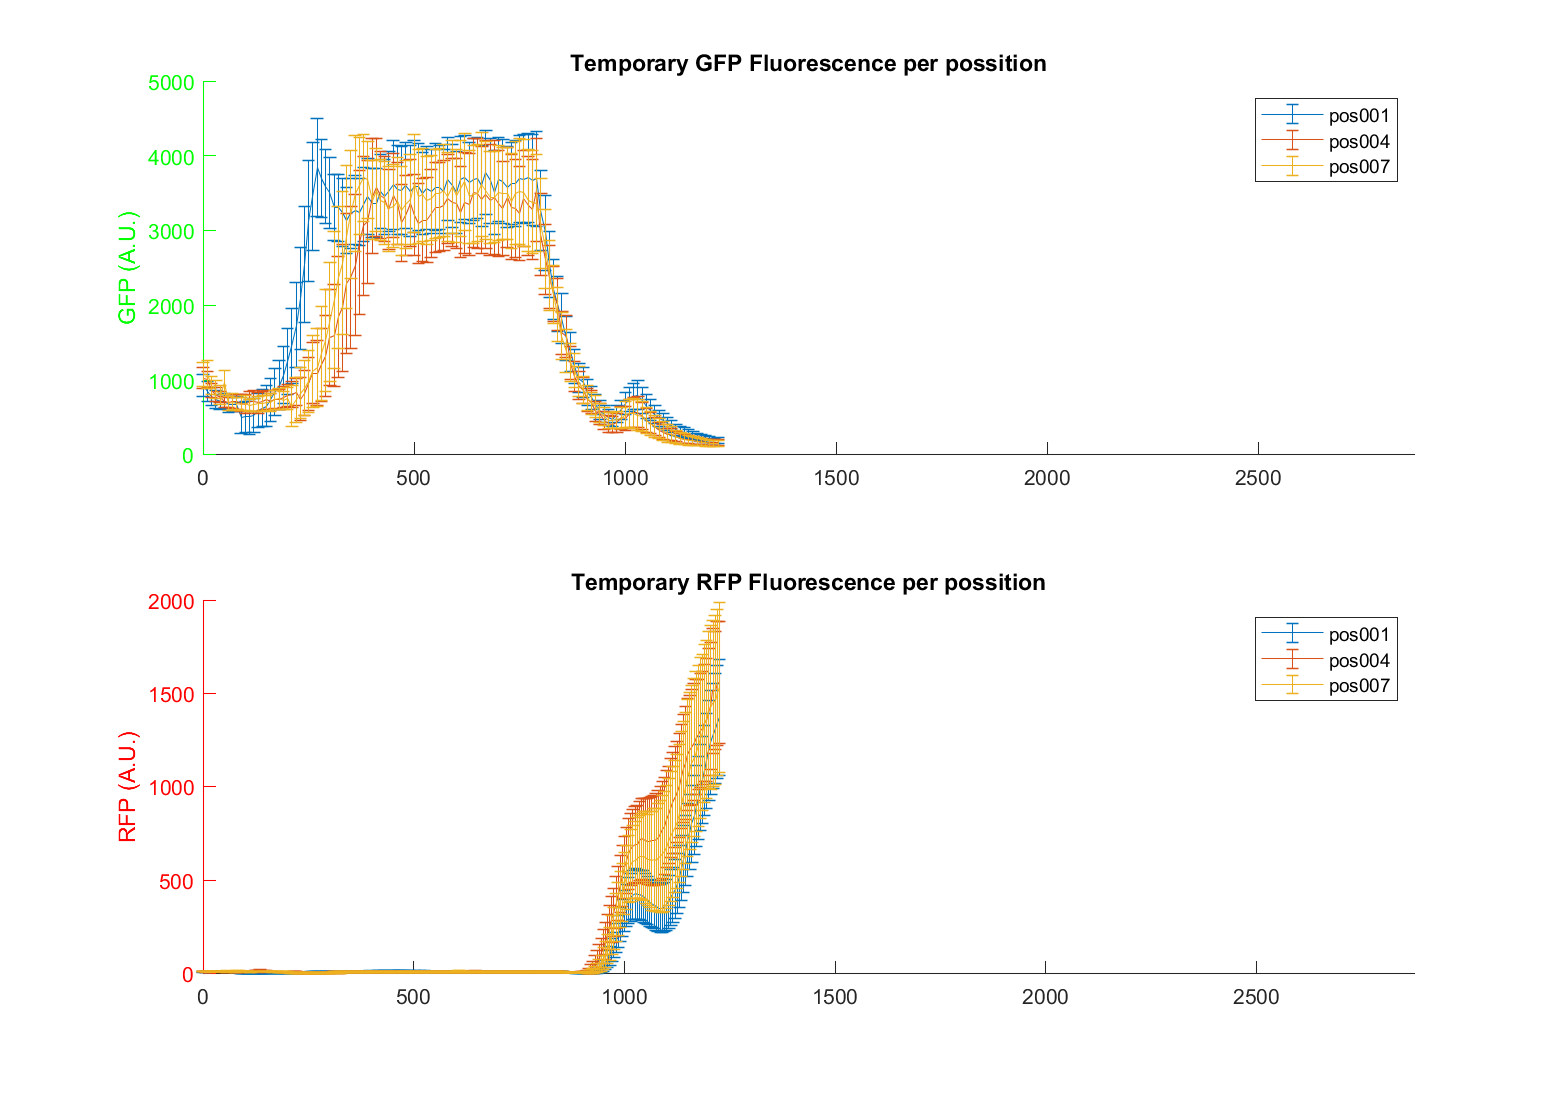 Temporary GFP Fluorescence per possition
GFP (A.U.)
5000
4000
3000
2000
1000
0
0 500 1000 1500 2000 2500
pos001
pos004
pos007
Temporary RFP Fluorescence per possition
RFP (A.U.)
2000
1500
1000
500
0
0 500 1000 1500 2000 2500
pos001
pos004
pos007